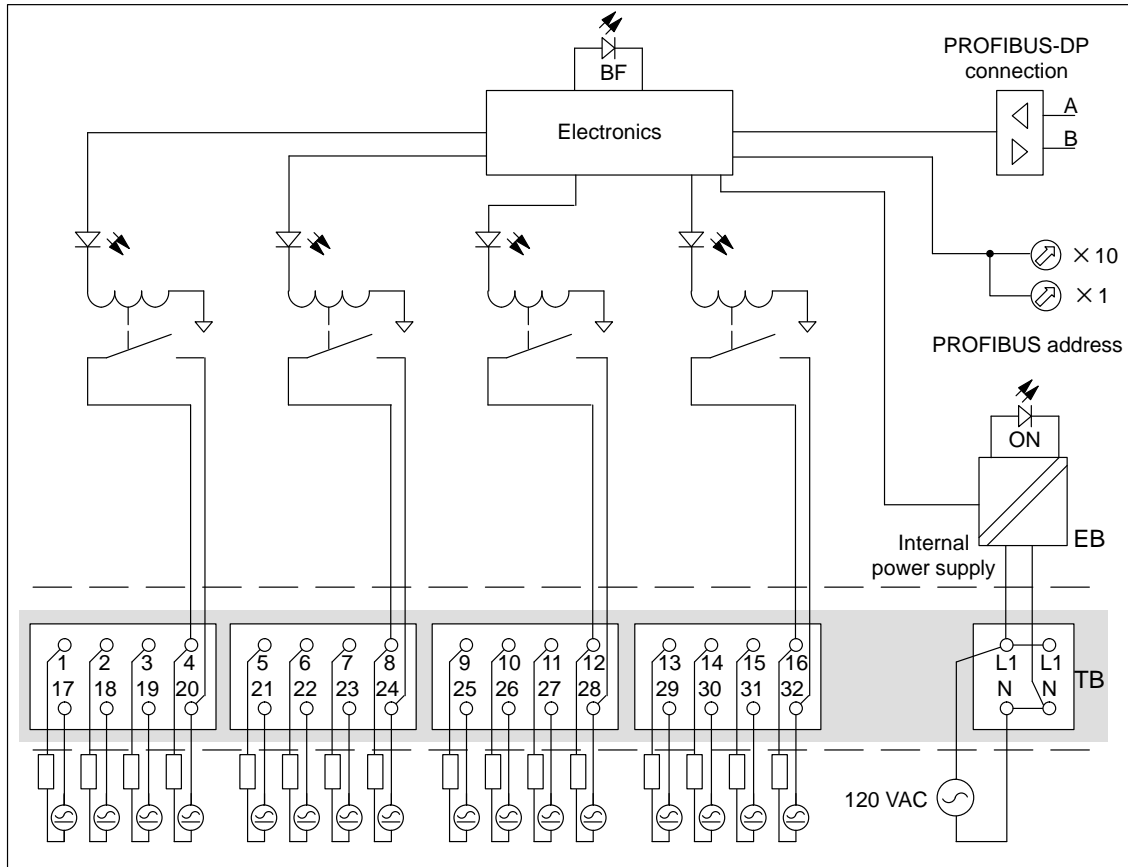 PROFIBUS-DP
connection
BF
A
Electronics
B
×10
×1
PROFIBUS address
ON
Internal
power supply
EB
1 2 3 4 5 6 7 8 9 10 11 12 13 14 15 16 L1 L1
17 18 19 20 21 22 23 24 25 26 27 28 29 30 31 32 N N
TB
120 VAC